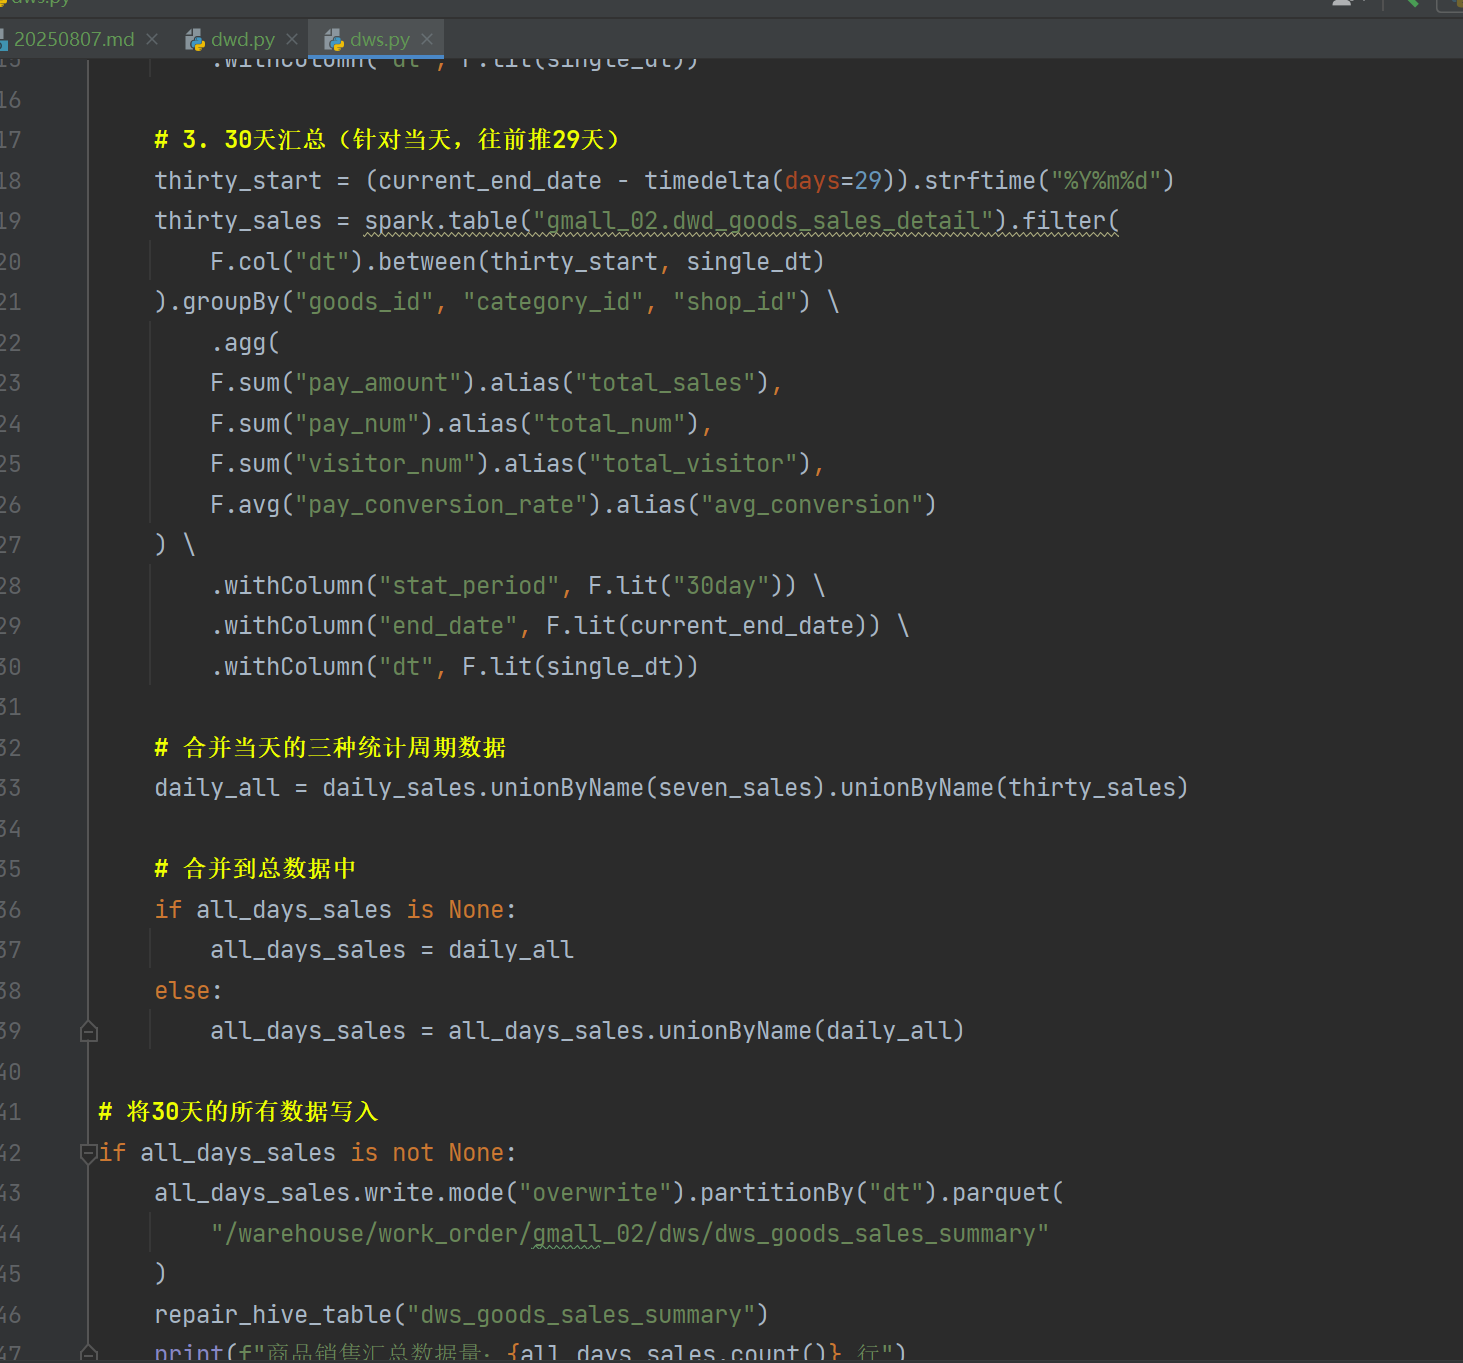 dws.py
20250807.md × dwd.py × dws.py ×
15 .withColumn("dt", F.lit(single_dt))
16
17 # 3. 30天汇总（针对当天，往前推29天）
18 thirty_start = (current_end_date - timedelta(days=29)).strftime("%Y%m%d")
19 thirty_sales = spark.table("gmall_02.dwd_goods_sales_detail").filter(
20 F.col("dt").between(thirty_start, single_dt)
21 ).groupBy("goods_id", "category_id", "shop_id") \
22 .agg(
23 F.sum("pay_amount").alias("total_sales"),
24 F.sum("pay_num").alias("total_num"),
25 F.sum("visitor_num").alias("total_visitor"),
26 F.avg("pay_conversion_rate").alias("avg_conversion")
27 ) \
28 .withColumn("stat_period", F.lit("30day")) \
29 .withColumn("end_date", F.lit(current_end_date)) \
30 .withColumn("dt", F.lit(single_dt))
31
32 # 合并当天的三种统计周期数据
33 daily_all = daily_sales.unionByName(seven_sales).unionByName(thirty_sales)
34
35 # 合并到总数据中
36 if all_days_sales is None:
37 all_days_sales = daily_all
38 else:
39 all_days_sales = all_days_sales.unionByName(daily_all)
40
41 # 将30天的所有数据写入
42 if all_days_sales is not None:
43 all_days_sales.write.mode("overwrite").partitionBy("dt").parquet(
44 "/warehouse/work_order/gmall_02/dws/dws_goods_sales_summary"
45 )
46 repair_hive_table("dws_goods_sales_summary")
47 print(f"商品销售汇总数据量: {all_days_sales.count()} 行")